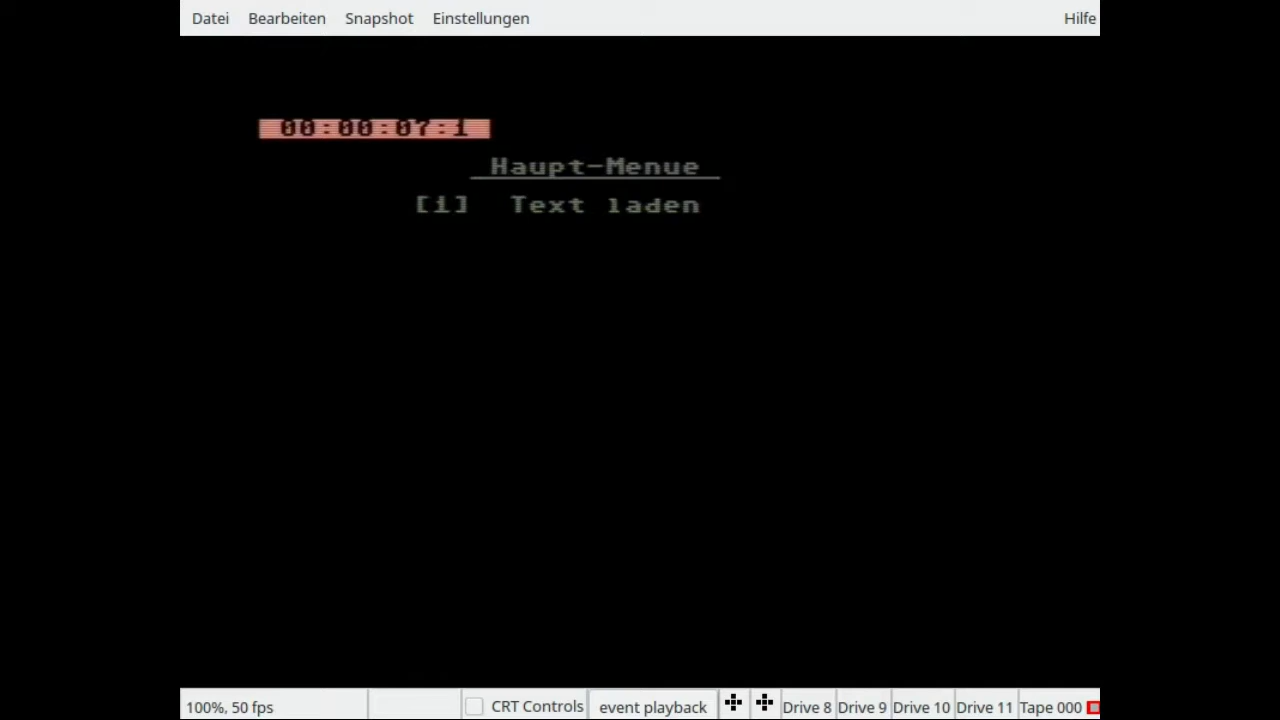 Datei Bearbeiten Snapshot Einstellungen Hilfe
00:00:07:1
Haupt-Menue
[1] Text laden
100%, 50 fps CRT Controls event playback Drive 8 Drive 9 Drive 10 Drive 11 Tape 000